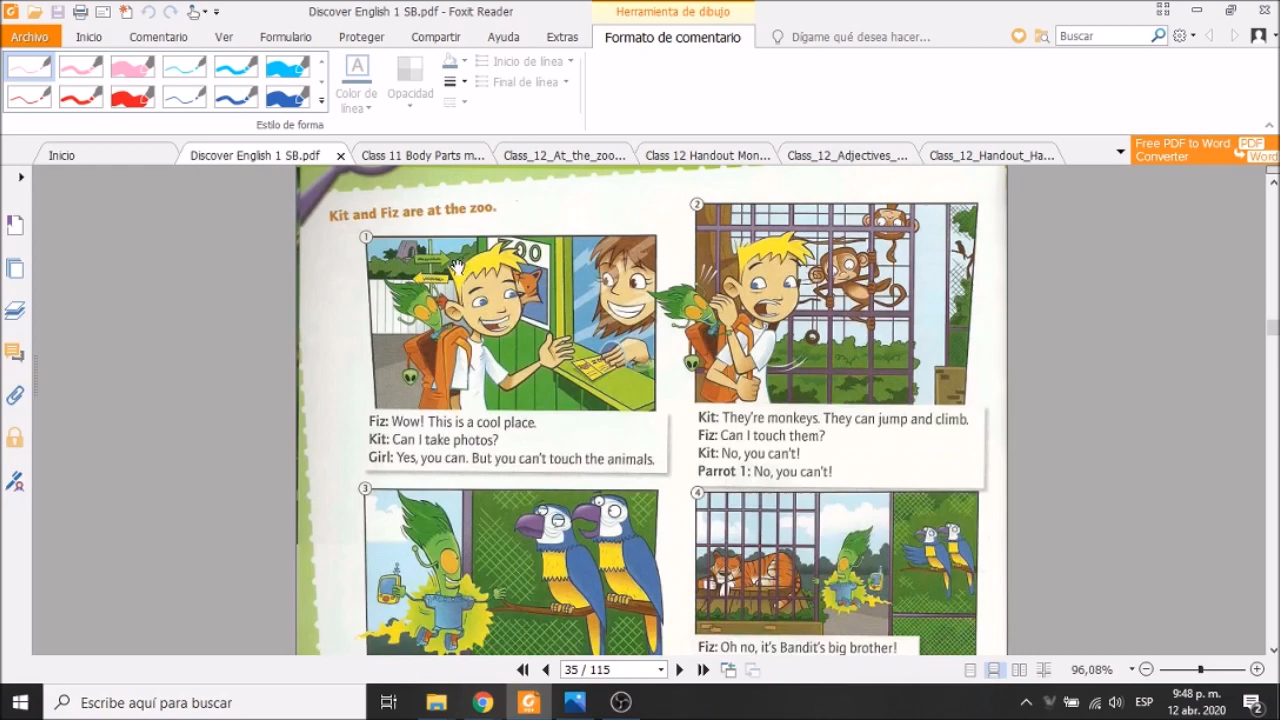 Discover English 1 SB.pdf - Foxit Reader
Herramienta de dibujo
Archivo
Inicio
Comentario
Ver
Formulario
Proteger
Compartir
Ayuda
Extras
Formato de comentario
Dígame qué desea hacer...
Buscar
Color de línea
Opacidad
Inicio de línea
Final de línea
Estilo de forma
Inicio
Discover English 1 SB.pdf
Class 11 Body Parts m...
Class_12_At_the_zoo...
Class 12 Handout Mon...
Class_12_Adjectives_...
Class_12_Handout_Ha...
Free PDF to Word
Converter
PDF
Word
Kit and Fiz are at the zoo.
1
ZOO
Fiz: Wow! This is a cool place.
Kit: Can I take photos?
Girl: Yes, you can. But you can't touch the animals.
2
Kit: They're monkeys. They can jump and climb.
Fiz: Can I touch them?
Kit: No, you can't!
Parrot 1: No, you can't!
3
4
Fiz: Oh no, it's Bandit's big brother!
35 / 115
96,08%
Escribe aquí para buscar
ESP
9:48 p. m.
12 abr. 2020
2